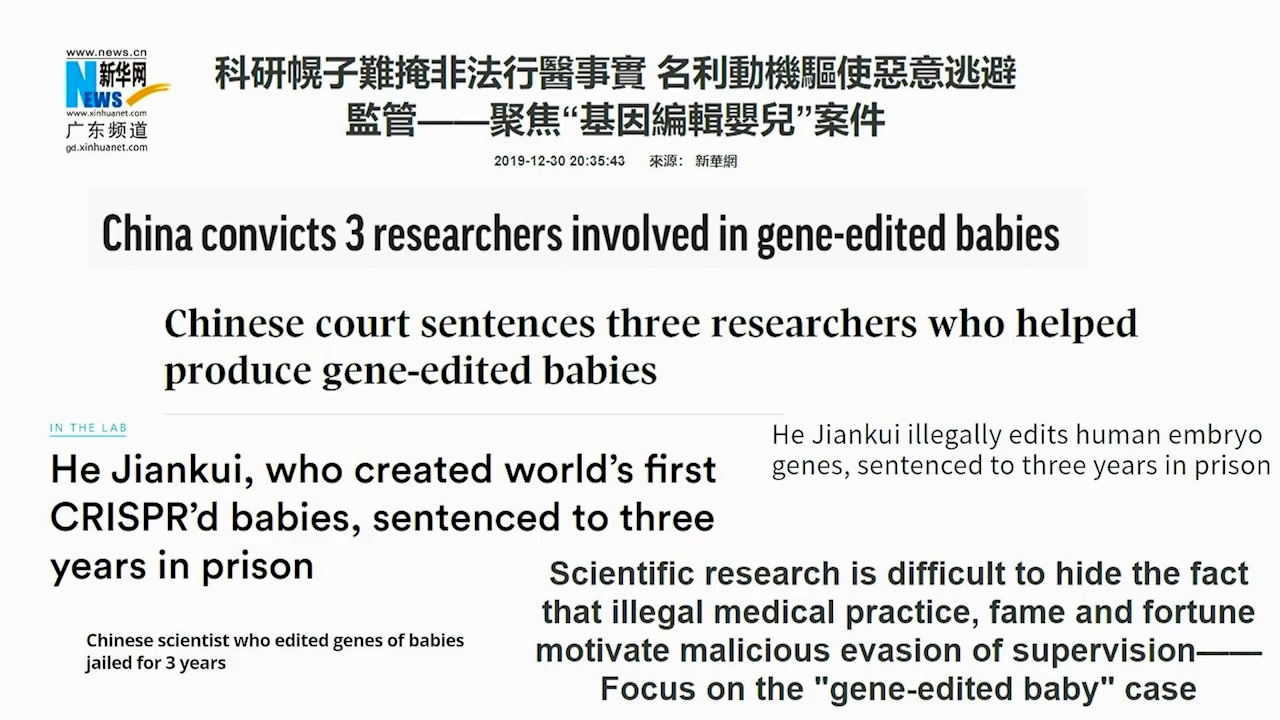 www.news.cn
新华网
NEWS
www.xinhuanet.com
广东频道
gd.xinhuanet.com
科研幌子難掩非法行醫事實 名利動機驅使惡意逃避
監管——聚焦“基因編輯嬰兒”案件
2019-12-30 20:35:43 來源： 新華網
China convicts 3 researchers involved in gene-edited babies
Chinese court sentences three researchers who helped
produce gene-edited babies
IN THE LAB
He Jiankui, who created world’s first
CRISPR’d babies, sentenced to three
years in prison
He Jiankui illegally edits human embryo
genes, sentenced to three years in prison
Chinese scientist who edited genes of babies
jailed for 3 years
Scientific research is difficult to hide the fact
that illegal medical practice, fame and fortune
motivate malicious evasion of supervision——
Focus on the "gene-edited baby" case